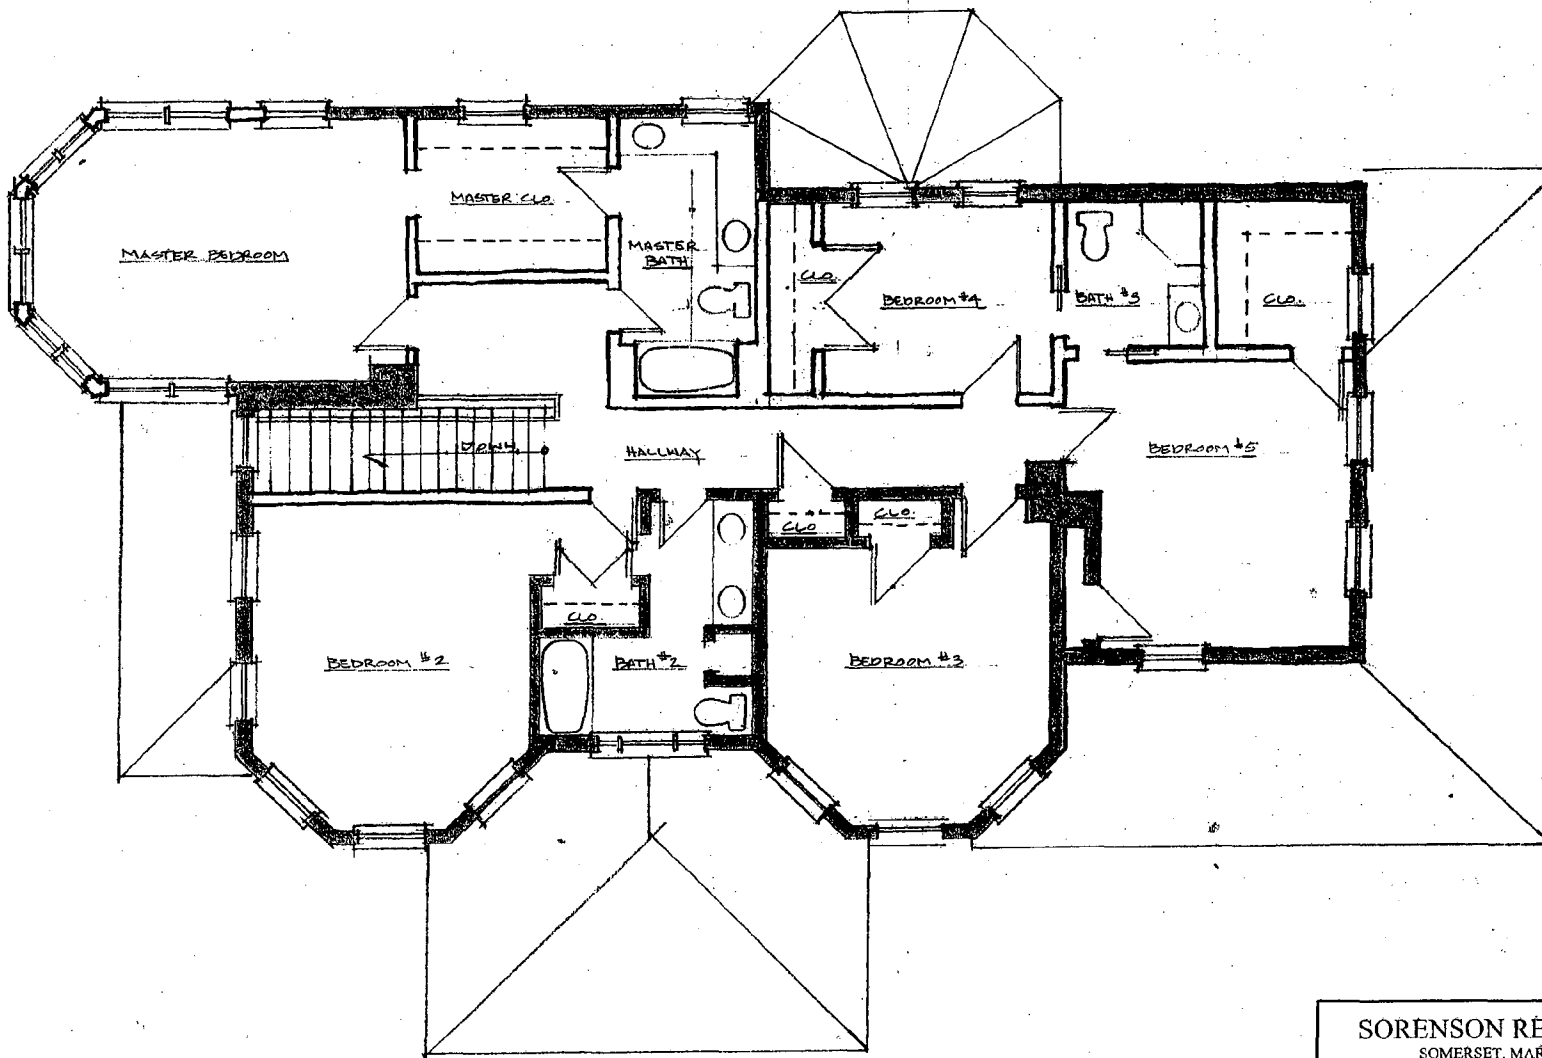 MASTER CLO.
MASTER BEDROOM
MASTER
BATH
CLO.
BEDROOM #4
BATH #3
CLO.
DOWN
HALLWAY
BEDROOM #5
CLO
CLO.
CLO.
BEDROOM #2
BATH #2
BEDROOM #3
SORENSON RE
SOMERSET, MAR